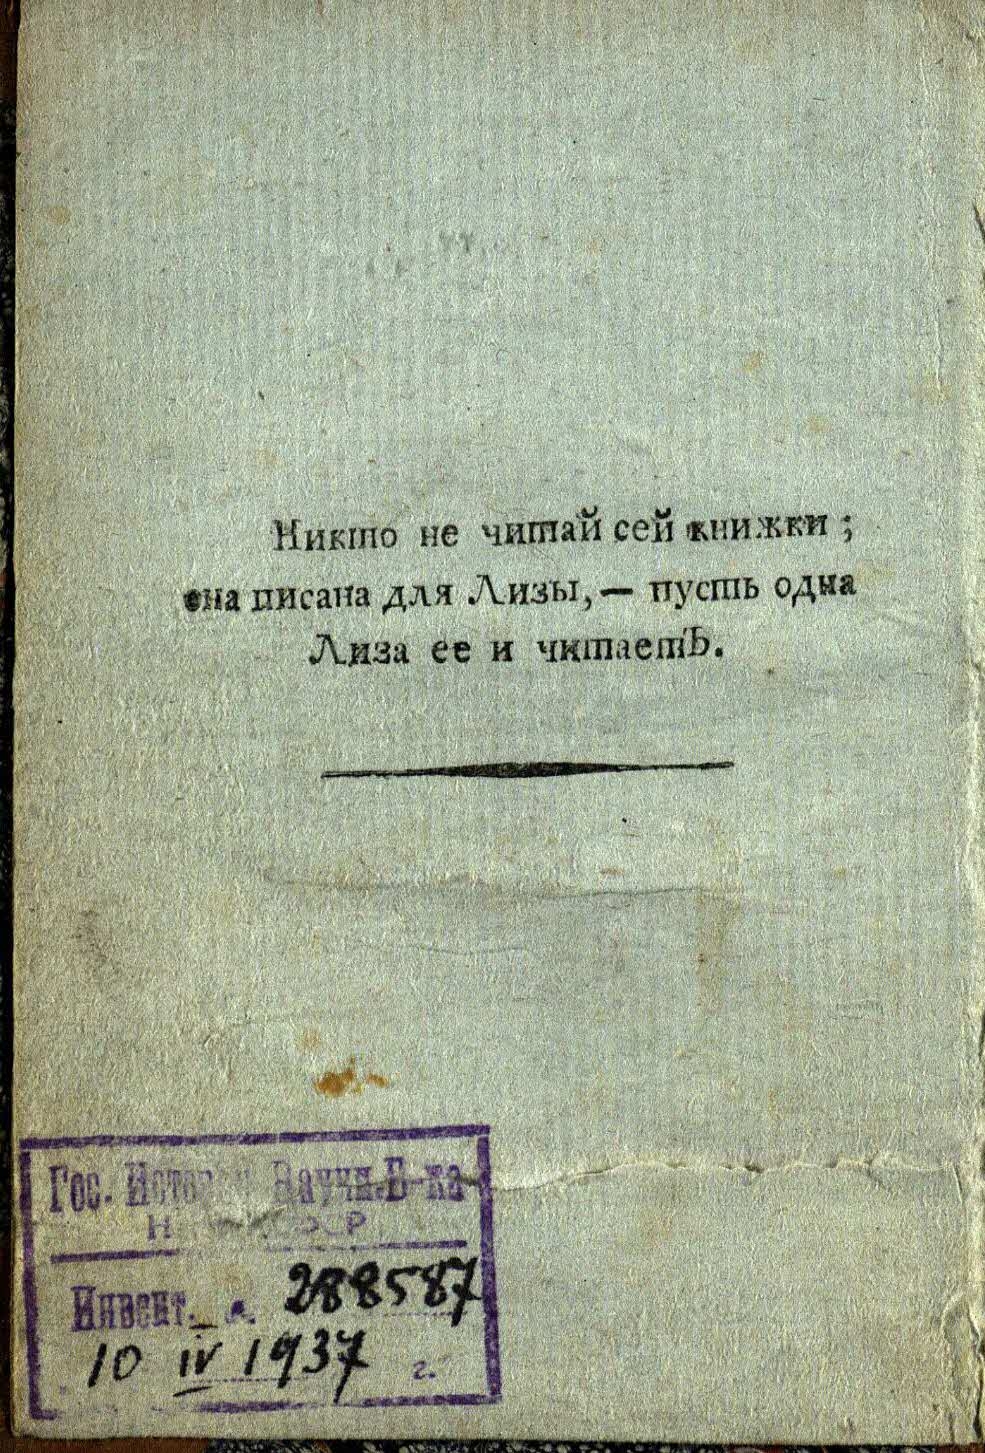 Никто не читай сей книжки;
она писана для Лизы, — пусть одна
Лиза ее и читаетъ.
Гос. Истор. Научн. Б-ка
Инвент. 288587
10 IV 1937 г.